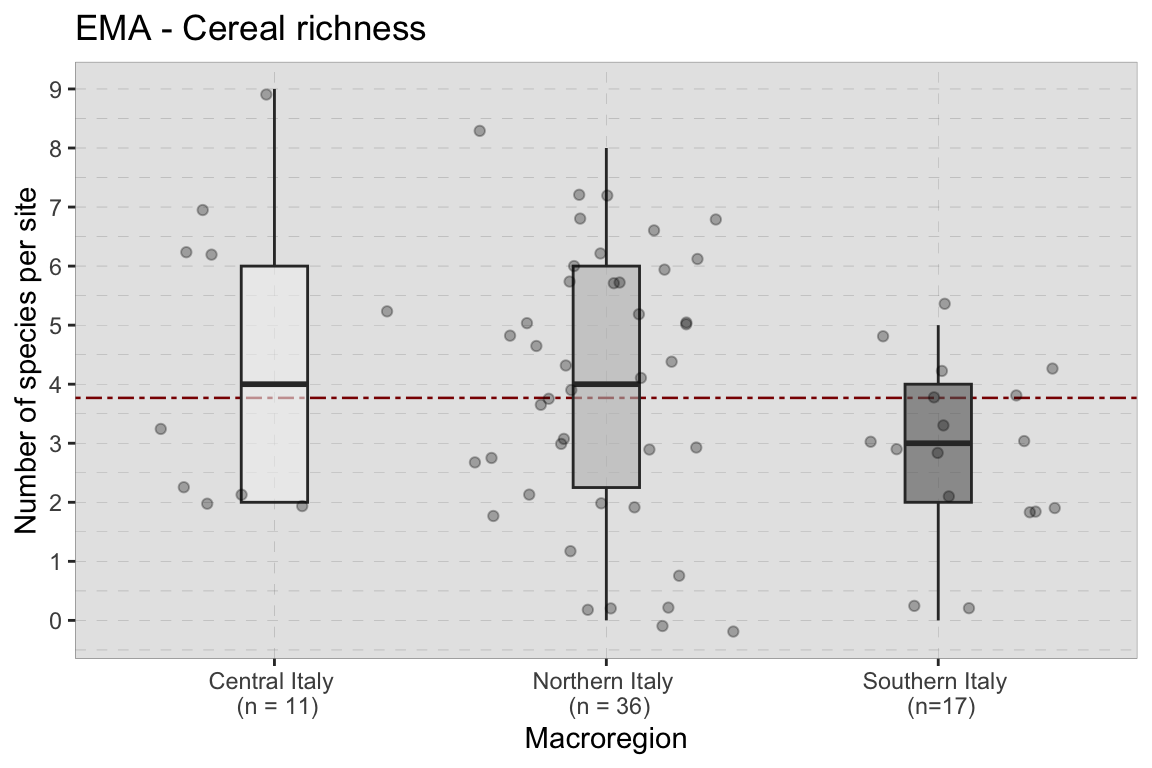 EMA - Cereal richness
Number of species per site
9
8
7
6
5
4
3
2
1
0
Central Italy
(n = 11)
Northern Italy
(n = 36)
Southern Italy
(n=17)
Macroregion